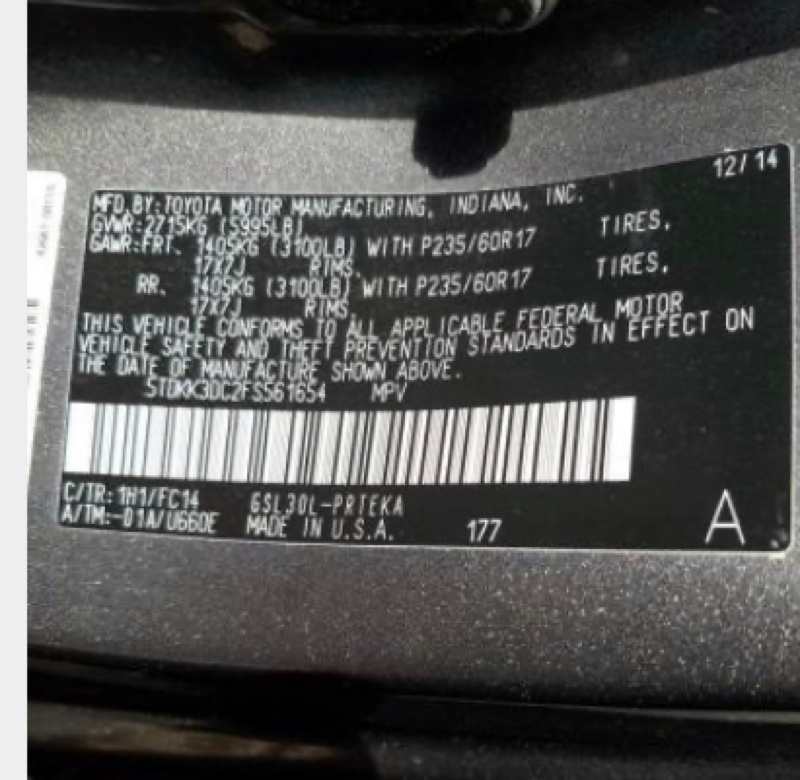 12/14
MFD.BY:TOYOTA MOTOR MANUFACTURING, INDIANA, INC.
GVWR:2715KG (5995LB)
GAWR:FRT. 1405KG (3100LB) WITH P235/60R17 TIRES,
17X7J RIMS,
RR. 1405KG (3100LB) WITH P235/60R17 TIRES,
17X7J RIMS
THIS VEHICLE CONFORMS TO ALL APPLICABLE FEDERAL MOTOR
VEHICLE SAFETY AND THEFT PREVENTION STANDARDS IN EFFECT ON
THE DATE OF MANUFACTURE SHOWN ABOVE.
5TDKK3DC2FS561654 MPV
C/TR:1H1/FC14 GSL30L-PRTEKA
A/TM:-01A/U660E MADE IN U.S.A. 177 A